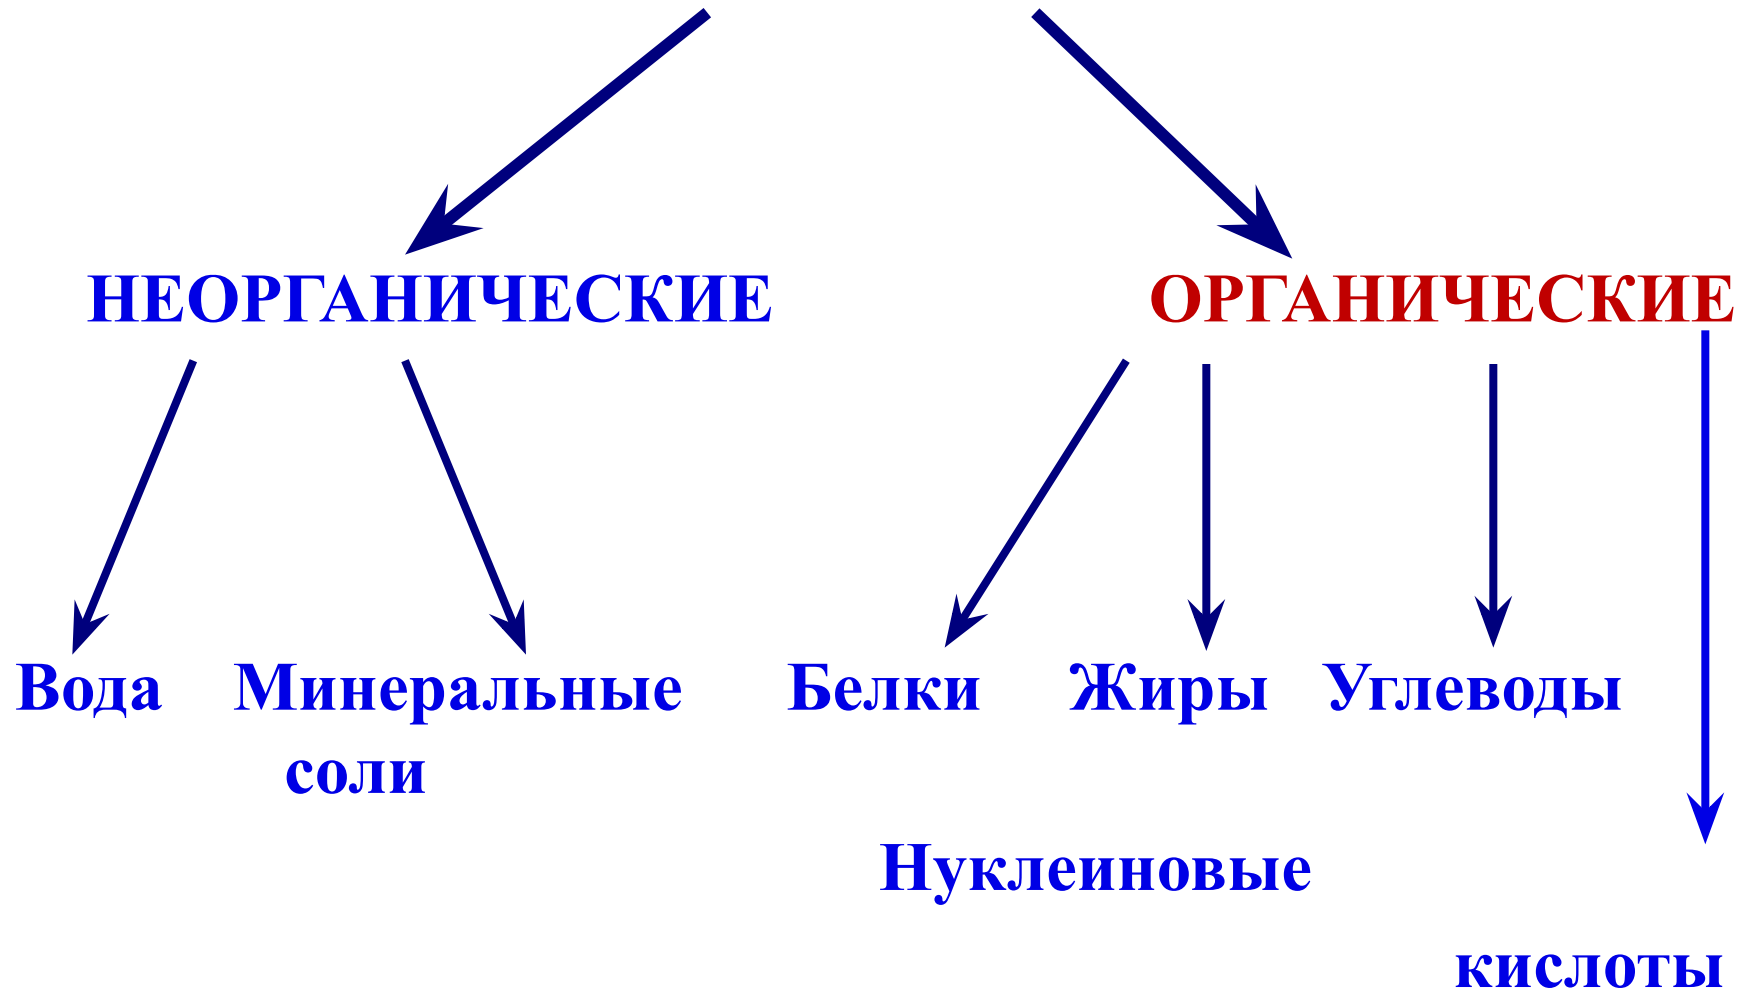 НЕОРГАНИЧЕСКИЕ ОРГАНИЧЕСКИЕ
Вода Минеральные Белки Жиры Углеводы
соли
Нуклеиновые
кислоты